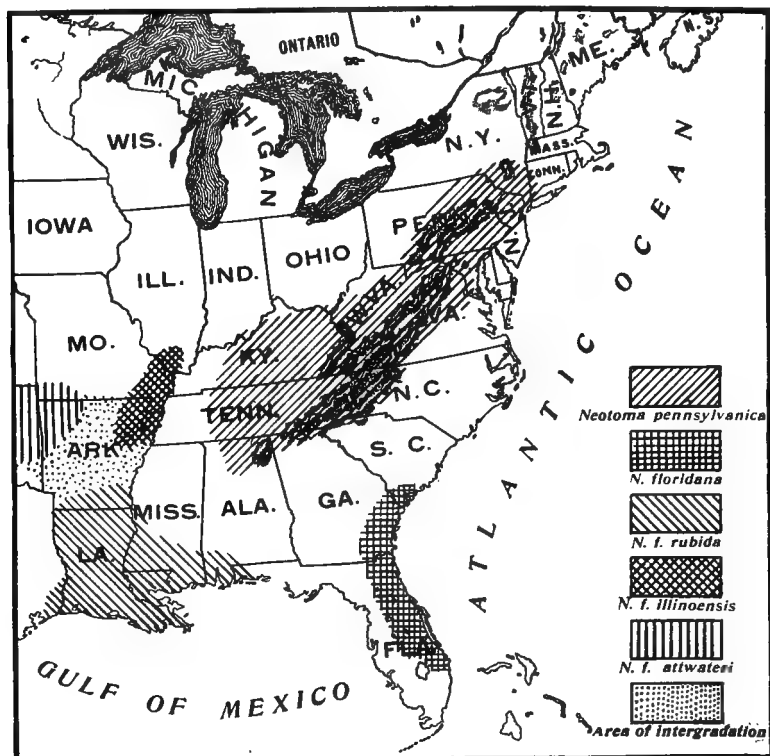 ONTARIO
ME.
N.S.
MICHIGAN
N.H.
WIS.
N.Y.
MASS.
CONN.
IOWA
PENN.
N.J.
ILL.
IND.
OHIO
W.VA.
VA.
MO.
KY.
N.C.
TENN.
ARK.
S. C.
MISS.
ALA.
GA.
LA.
FLA.
GULF OF MEXICO
ATLANTIC OCEAN
Neotoma pennsylvanica
N. floridana
N. f. rubida
N. f. illinoensis
N. f. attwateri
Area of intergradation